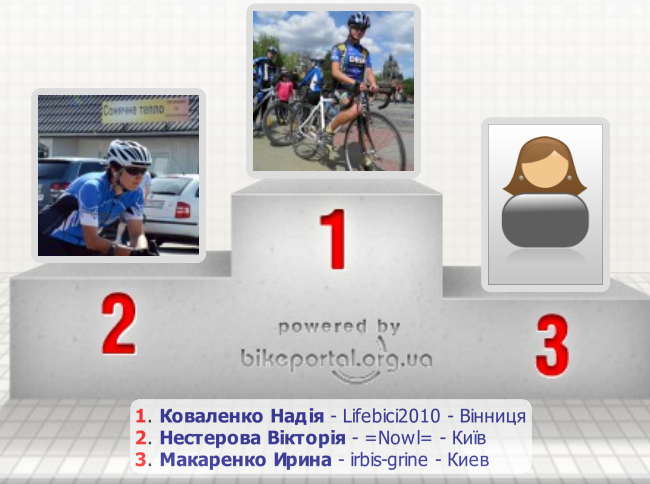 Сонячне тепло
1
2
3
powered by
bikeportal.org.ua
1. Коваленко Надія - Lifebici2010 - Вінниця
2. Нестерова Вікторія - =Nowl= - Київ
3. Макаренко Ирина - irbis-grine - Киев